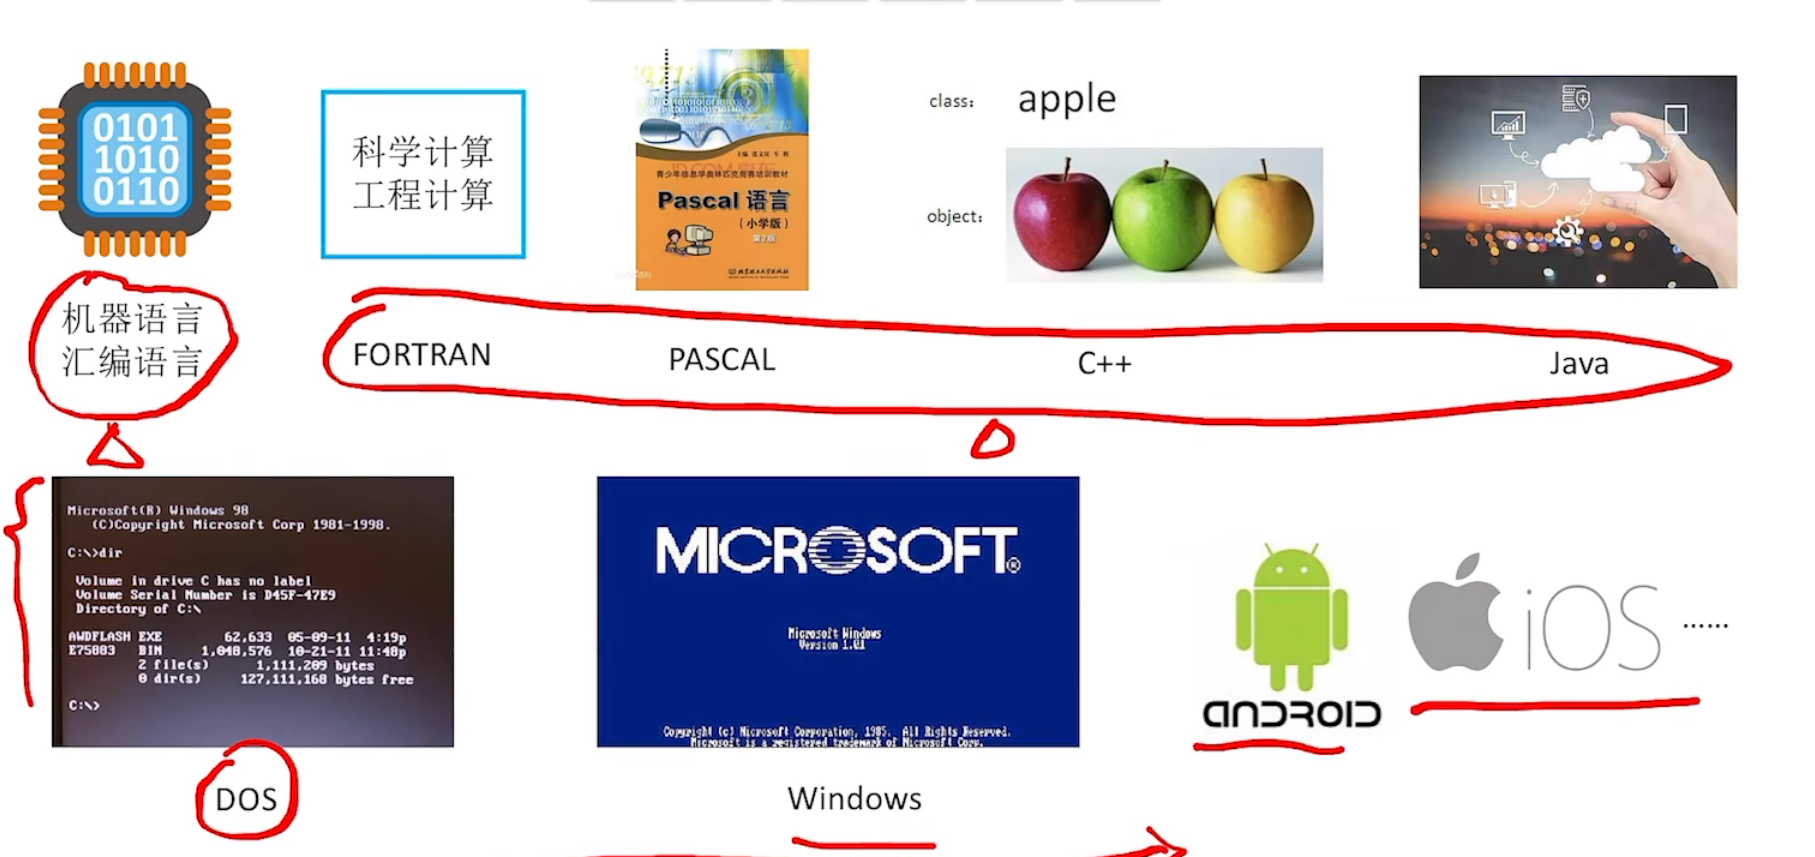 0101
1010
0110
科学计算
工程计算
青少年信息学奥林匹克竞赛培训教材
Pascal 语言
(小学版)
第2版
class:
apple
object:
机器语言
汇编语言
FORTRAN
PASCAL
C++
Java
Microsoft(R) Windows 98
(C)Copyright Microsoft Corp 1981-1998.
C:\>dir
Volume in drive C has no label
Volume Serial Number is D45F-47E9
Directory of C:\
AWDFLASH EXE 62,633 05-09-11 4:19p
E75883 BIN 1,048,576 10-21-11 11:48p
2 file(s) 1,111,209 bytes
0 dir(s) 127,111,168 bytes free
C:\>
MICROSOFT®
Microsoft Windows
Version 1.01
Copyright (c) Microsoft Corporation, 1985. All Rights Reserved.
Microsoft is a registered trademark of Microsoft Corp.
ANDROID
iOS
......
DOS
Windows